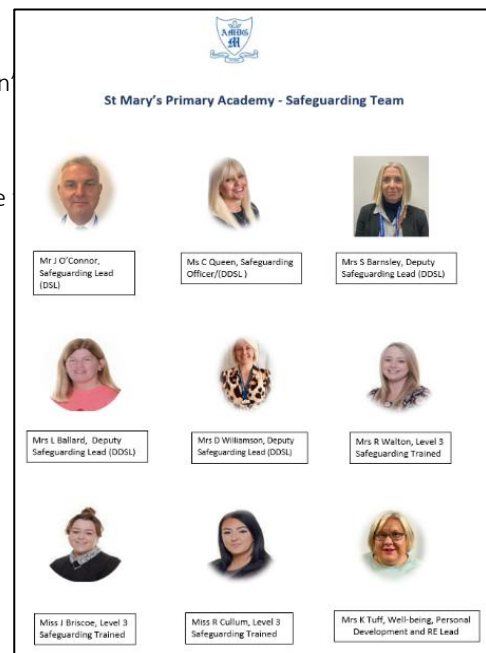 AMDG
M
St Mary's Primary Academy - Safeguarding Team
Mr J O'Connor,
Safeguarding Lead
(DSL)
Ms C Queen, Safeguarding
Officer/(DDSL )
Mrs S Barnsley, Deputy
Safeguarding Lead (DDSL)
Mrs L Ballard,  Deputy
Safeguarding Lead (DDSL)
Mrs D Williamson, Deputy
Safeguarding Lead (DDSL)
Mrs R Walton, Level 3
Safeguarding Trained
Miss J Briscoe, Level 3
Safeguarding Trained
Miss R Cullum, Level 3
Safeguarding Trained
Mrs K Tuff, Well-being, Personal
Development and RE Lead